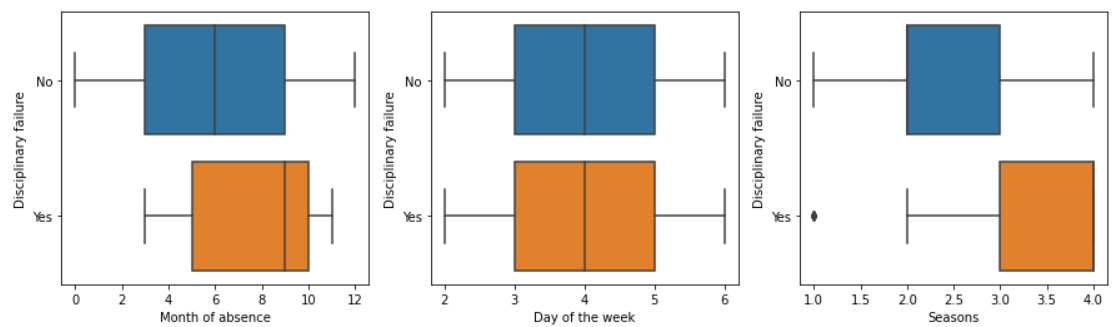 Disciplinary failure
No
Yes
0 2 4 6 8 10 12
Month of absence
Disciplinary failure
No
Yes
2 3 4 5 6
Day of the week
Disciplinary failure
No
Yes
1.0 1.5 2.0 2.5 3.0 3.5 4.0
Seasons